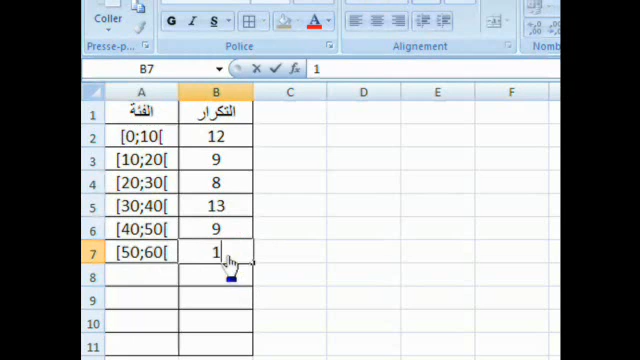 Coller
G I S A
Presse-p... Police Alignement Nomb
B7 fx 1
A B C D E F
1 الفئة التكرار
2 [0;10[ 12
3 [10;20[ 9
4 [20;30[ 8
5 [30;40[ 13
6 [40;50[ 9
7 [50;60[ 1
8
9
10
11